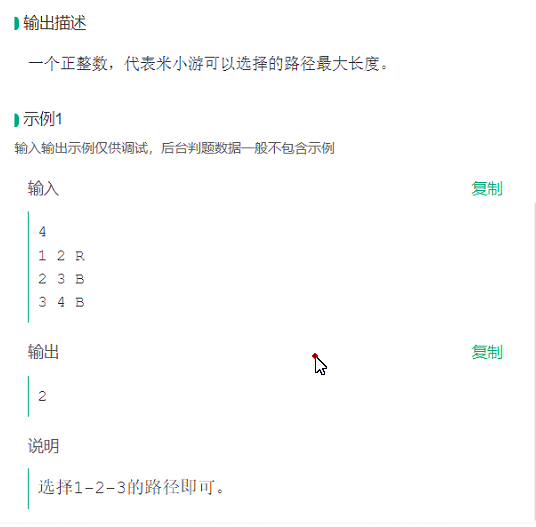 输出描述
一个正整数，代表米小游可以选择的路径最大长度。
示例1
输入输出示例仅供调试，后台判题数据一般不包含示例
输入 复制
4
1 2 R
2 3 B
3 4 B
输出 复制
2
说明
选择1-2-3的路径即可。